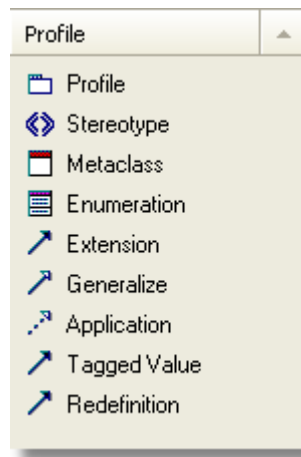 Profile
Profile
Stereotype
Metaclass
Enumeration
Extension
Generalize
Application
Tagged Value
Redefinition